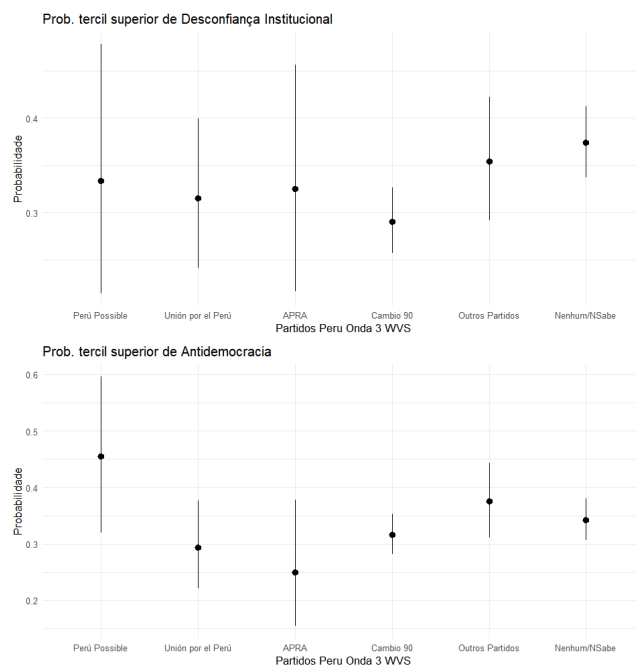 Prob. tercil superior de Desconfiança Institucional
Probabilidade
0.4
0.3
Perú Possible Unión por el Perú APRA Cambio 90 Outros Partidos Nenhum/NSabe
Partidos Peru Onda 3 WVS
Prob. tercil superior de Antidemocracia
Probabilidade
0.6
0.5
0.4
0.3
0.2
Perú Possible Unión por el Perú APRA Cambio 90 Outros Partidos Nenhum/NSabe
Partidos Peru Onda 3 WVS